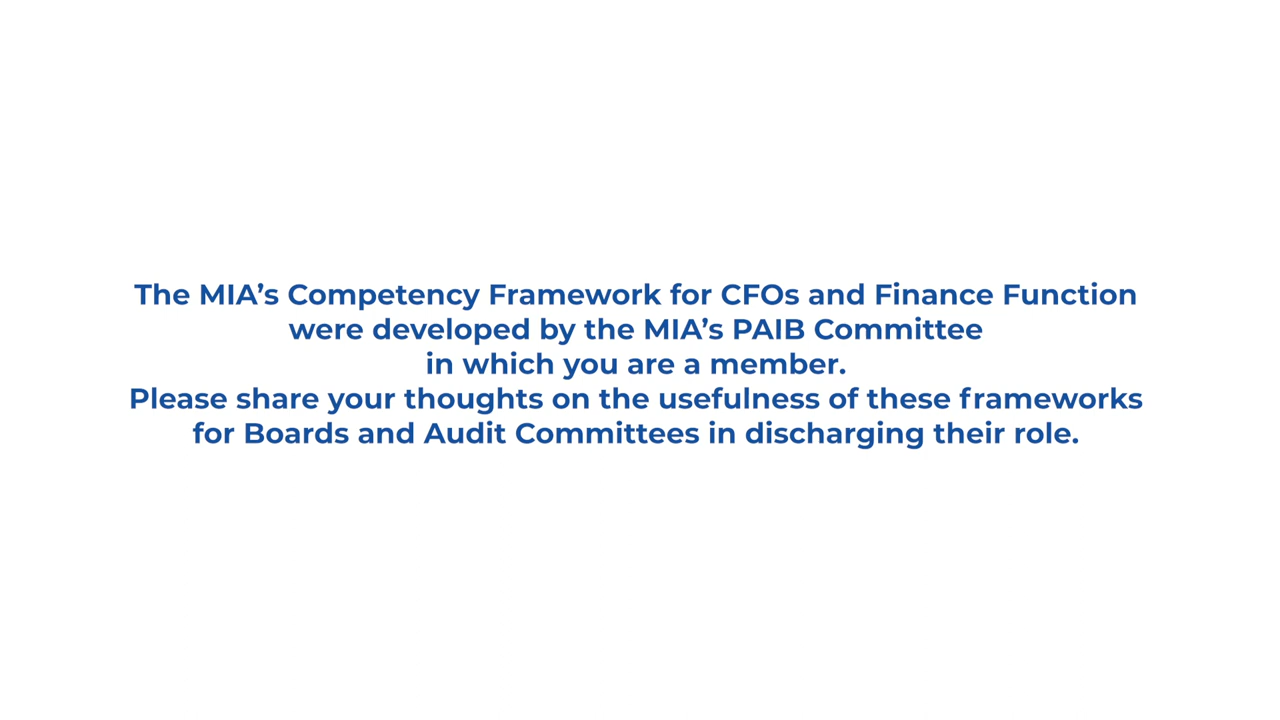 The MIA’s Competency Framework for CFOs and Finance Function
were developed by the MIA’s PAIB Committee
in which you are a member.
Please share your thoughts on the usefulness of these frameworks
for Boards and Audit Committees in discharging their role.